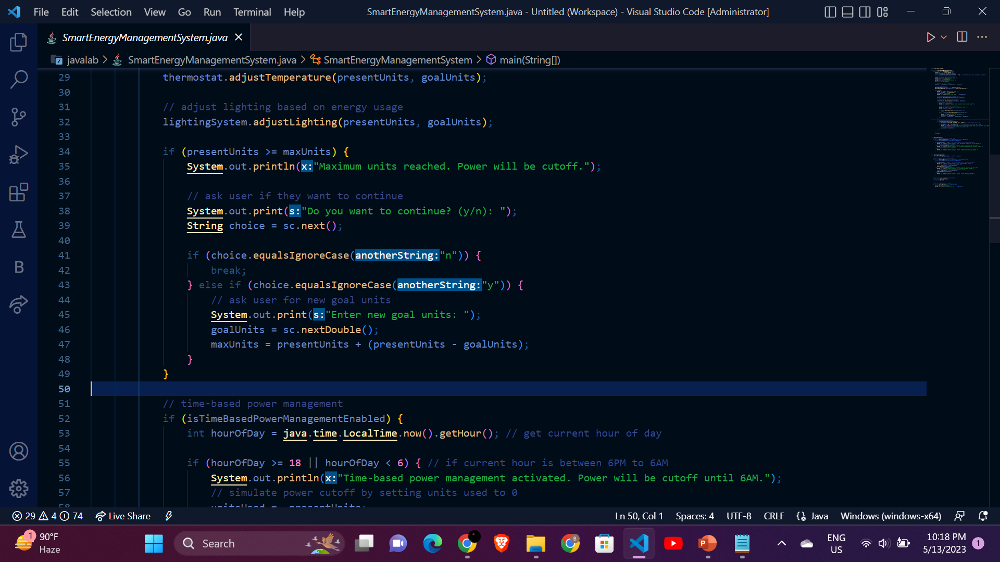 File Edit Selection View Go Run Terminal Help SmartEnergyManagementSystem.java - Untitled (Workspace) - Visual Studio Code [Administrator]
SmartEnergyManagementSystem.java
javalab > SmartEnergyManagementSystem.java > SmartEnergyManagementSystem > main(String[])
29 thermostat.adjustTemperature(presentUnits, goalUnits);
30
31 // adjust lighting based on energy usage
32 lightingSystem.adjustLighting(presentUnits, goalUnits);
33
34 if (presentUnits >= maxUnits) {
35 System.out.println(x:"Maximum units reached. Power will be cutoff.");
36
37 // ask user if they want to continue
38 System.out.print(s:"Do you want to continue? (y/n): ");
39 String choice = sc.next();
40
41 if (choice.equalsIgnoreCase(anotherString:"n")) {
42 break;
43 } else if (choice.equalsIgnoreCase(anotherString:"y")) {
44 // ask user for new goal units
45 System.out.print(s:"Enter new goal units: ");
46 goalUnits = sc.nextDouble();
47 maxUnits = presentUnits + (presentUnits - goalUnits);
48 }
49 }
50
51 // time-based power management
52 if (isTimeBasedPowerManagementEnabled) {
53 int hourOfDay = java.time.LocalTime.now().getHour(); // get current hour of day
54
55 if (hourOfDay >= 18 || hourOfDay < 6) { // if current hour is between 6PM to 6AM
56 System.out.println(x:"Time-based power management activated. Power will be cutoff until 6AM.");
57 // simulate power cutoff by setting units used to 0
58 unitsUsed = presentUnits;
29 4 74 Live Share Ln 50, Col 1 Spaces: 4 UTF-8 CRLF Java Windows (windows-x64)
1 90°F Haze
Search
B
P
ENG US
10:18 PM
5/13/2023
1